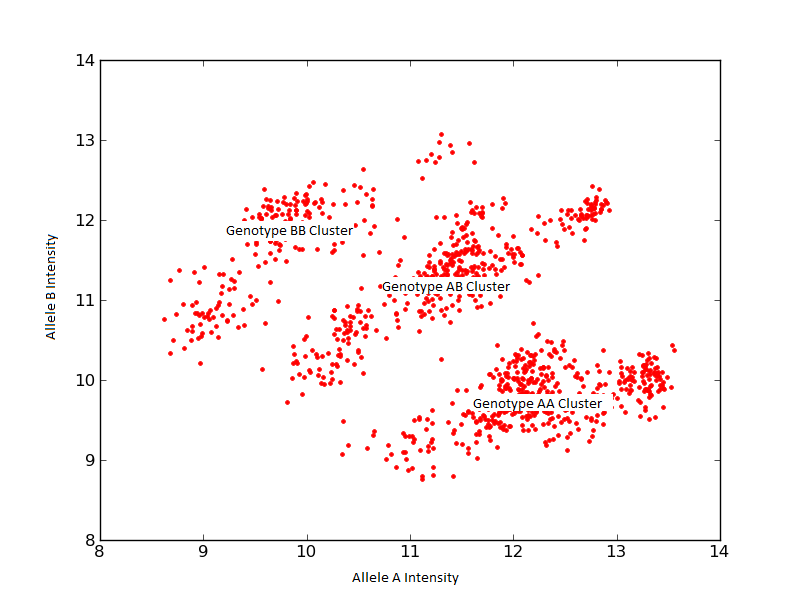 14
13
12
11
10
9
8
Allele B Intensity
Genotype BB Cluster
Genotype AB Cluster
Genotype AA Cluster
8 9 10 11 12 13 14
Allele A Intensity